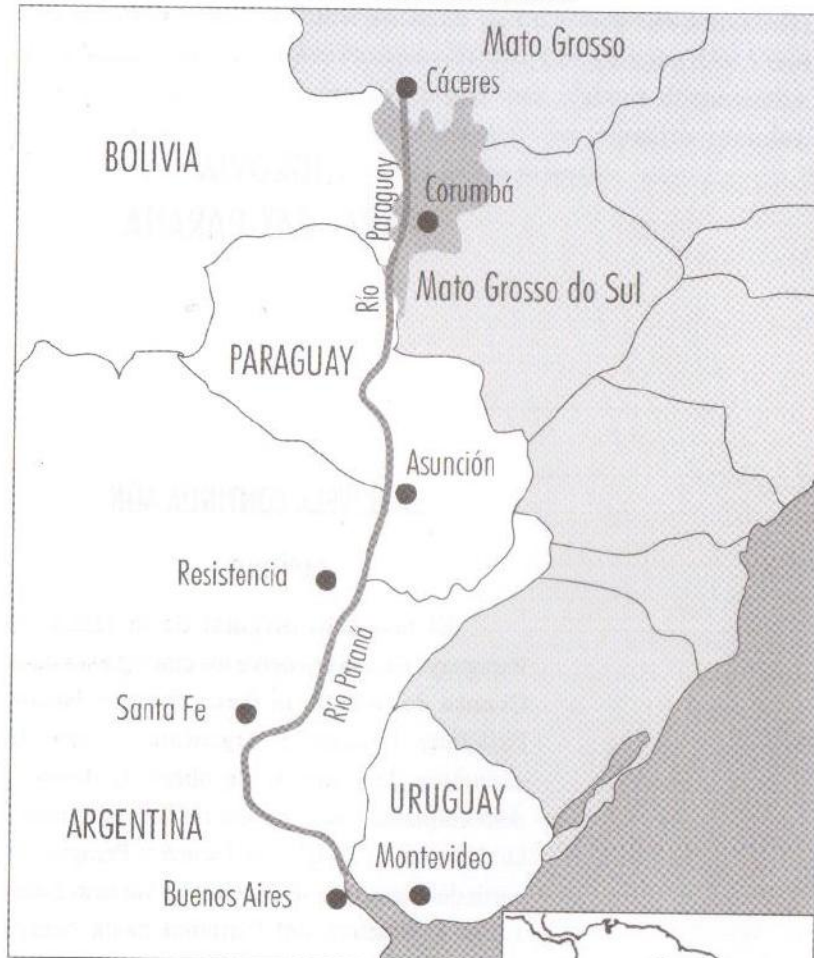 Mato Grosso
Cáceres
BOLIVIA
Río Paraguay
Corumbá
Mato Grosso do Sul
PARAGUAY
Asunción
Resistencia
Río Paraná
Santa Fe
URUGUAY
ARGENTINA
Montevideo
Buenos Aires